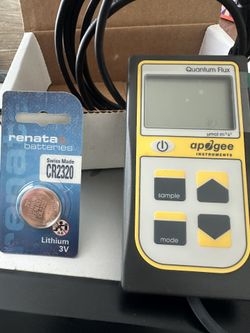 renata
batteries
Swiss Made
CR2320
Lithium
3V
Quantum Flux
µmol m⁻² s⁻¹
apogee
INSTRUMENTS
sample
mode